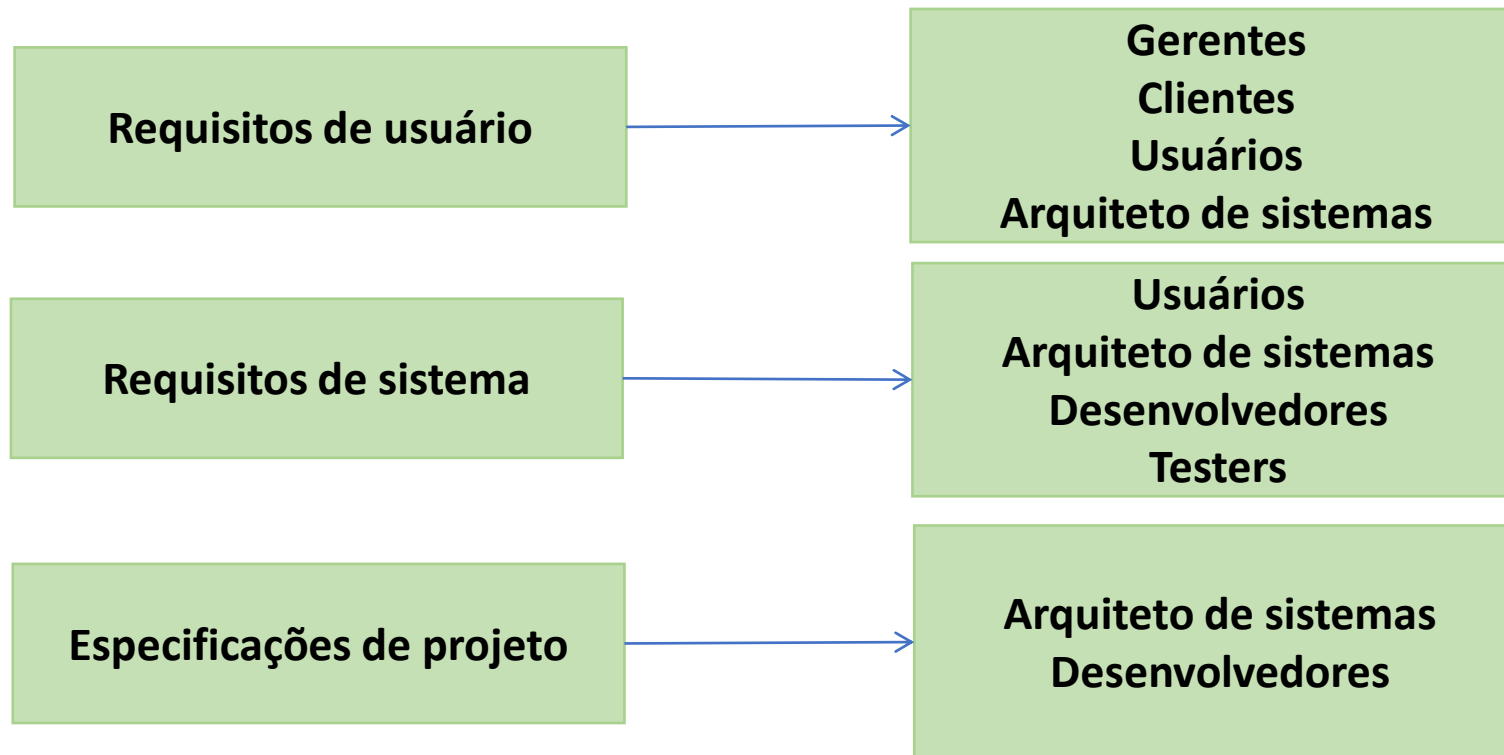 Requisitos de usuário
Gerentes
Clientes
Usuários
Arquiteto de sistemas
Requisitos de sistema
Usuários
Arquiteto de sistemas
Desenvolvedores
Testers
Especificações de projeto
Arquiteto de sistemas
Desenvolvedores